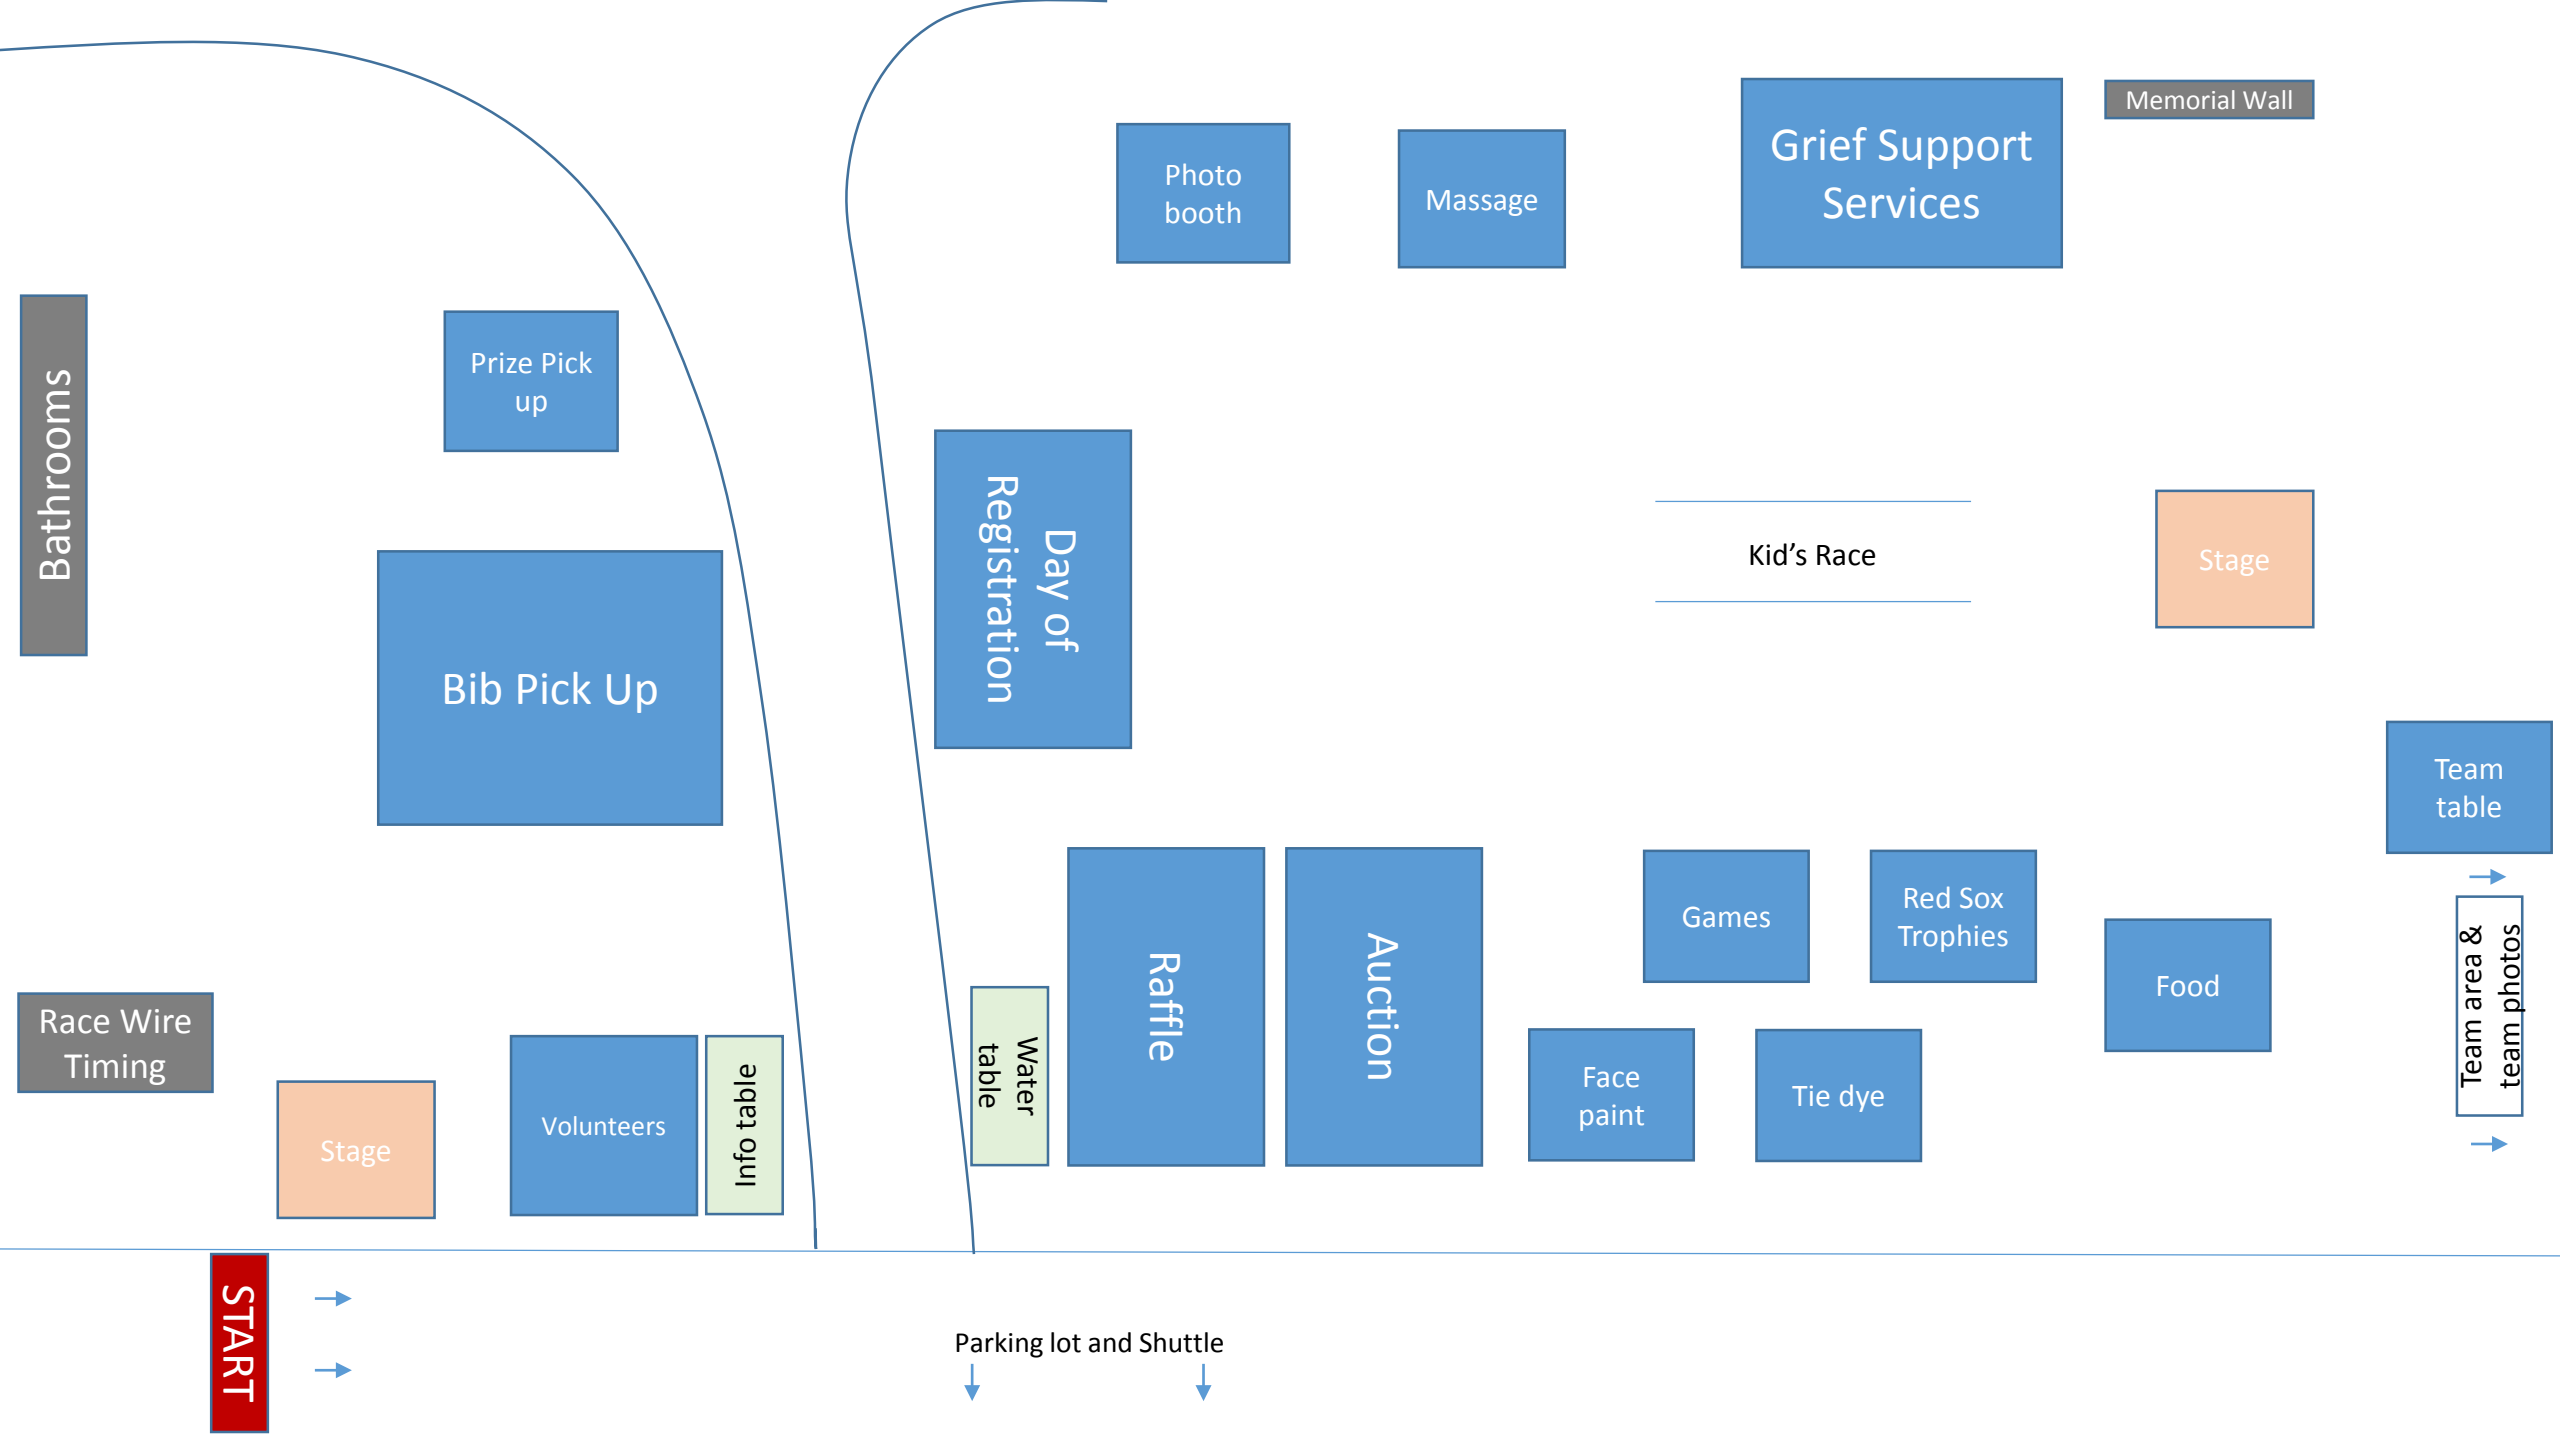 Memorial Wall
Grief Support
Services
Photo
booth
Massage
Prize Pick
up
Bathrooms
Day of
Registration
Kid's Race
Stage
Bib Pick Up
Team
table
Games
Red Sox
Trophies
Raffle
Auction
Food
Team area &
team photos
Race Wire
Timing
Water
table
Face
paint
Tie dye
Volunteers
Info table
Stage
START
Parking lot and Shuttle